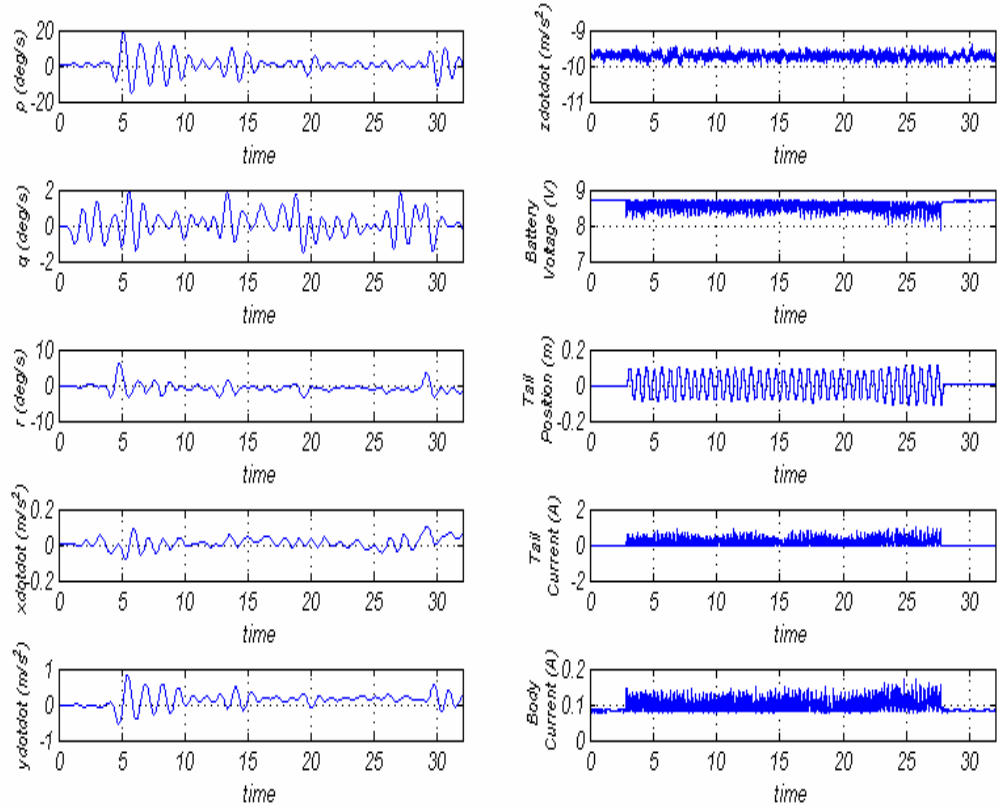 p (deg/s)
20
0
-20
0 5 10 15 20 25 30
time
q (deg/s)
2
0
-2
0 5 10 15 20 25 30
time
r (deg/s)
10
0
-10
0 5 10 15 20 25 30
time
xdotdot (m/s²)
0.2
0
-0.2
0 5 10 15 20 25 30
time
ydotdot (m/s²)
1
0
-1
0 5 10 15 20 25 30
time
zdotdot (m/s²)
-9
-10
-11
0 5 10 15 20 25 30
time
Battery
Voltage (V)
9
8
7
0 5 10 15 20 25 30
time
Tail
Position (m)
0.2
0
-0.2
0 5 10 15 20 25 30
time
Tail
Current (A)
2
0
-2
0 5 10 15 20 25 30
time
Body
Current (A)
0.2
0.1
0
0 5 10 15 20 25 30
time